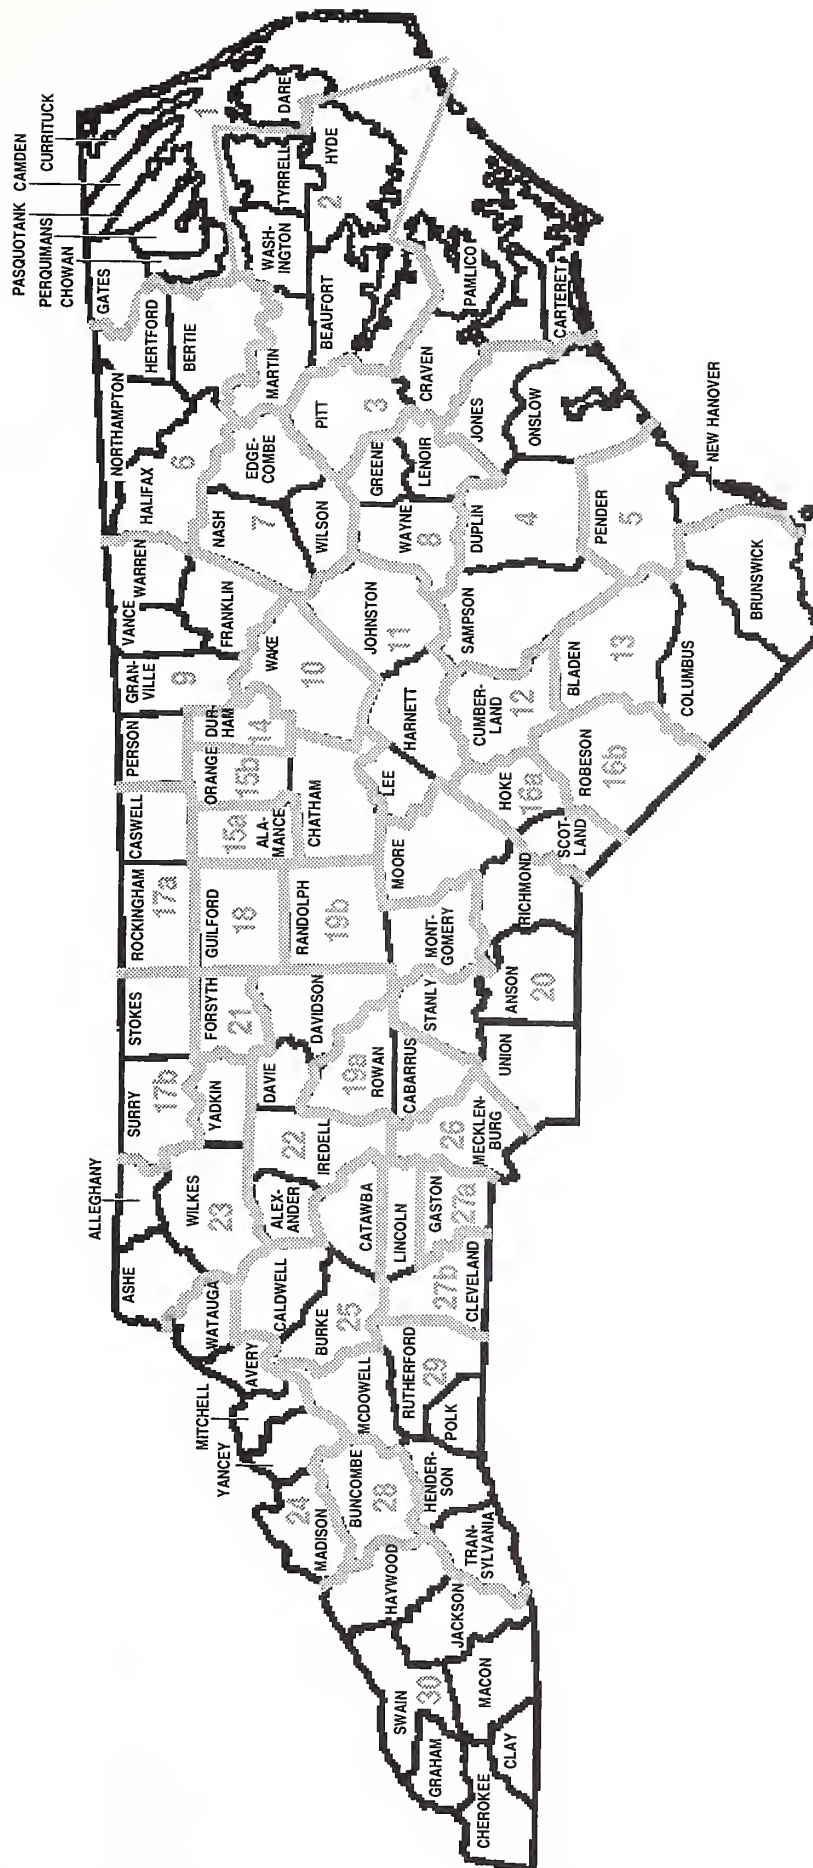 ALLEGHANY
ASHE
SURRY
STOKES
ROCKINGHAM
CASWELL
PERSON
GRAN-
VILLE
VANCE
WARREN
NORTHAMPTON
GATES
PASQUOTANK
PERQUIMANS
CHOWAN
CAMDEN
CURRITUCK
HERTFORD
HALIFAX
BERTIE
17b
17a
9
6
1
MITCHELL
YANCEY
WATAUGA
AVERY
WILKES
23
YADKIN
FORSYTH
21
GUILFORD
18
15a
ALA-
MANCE
ORANGE
15b
DUR-
HAM
14
FRANKLIN
NASH
7
EDGE-
COMBE
MARTIN
WASH-
INGTON
TYRRELL
DARE
24
MADISON
CALDWELL
ALEX-
ANDER
22
IREDELL
DAVIE
DAVIDSON
RANDOLPH
19b
CHATHAM
WAKE
10
WILSON
PITT
3
BEAUFORT
2
HYDE
BUNCOMBE
28
MCDOWELL
BURKE
25
CATAWBA
19a
ROWAN
JOHNSTON
11
WAYNE
8
GREENE
LENOIR
CRAVEN
PAMLICO
SWAIN
30
HAYWOOD
JACKSON
HENDER-
SON
RUTHERFORD
29
POLK
LINCOLN
GASTON
27a
27b
CLEVELAND
CABARRUS
26
MECKLEN-
BURG
STANLY
MONT-
GOMERY
MOORE
LEE
HARNETT
SAMPSON
DUPLIN
4
JONES
ONSLOW
CARTERET
GRAHAM
CHEROKEE
CLAY
MACON
TRAN-
SYLVANIA
UNION
ANSON
20
RICHMOND
SCOT-
LAND
HOKE
16a
CUMBER-
LAND
12
ROBESON
16b
BLADEN
13
PENDER
5
NEW HANOVER
COLUMBUS
BRUNSWICK